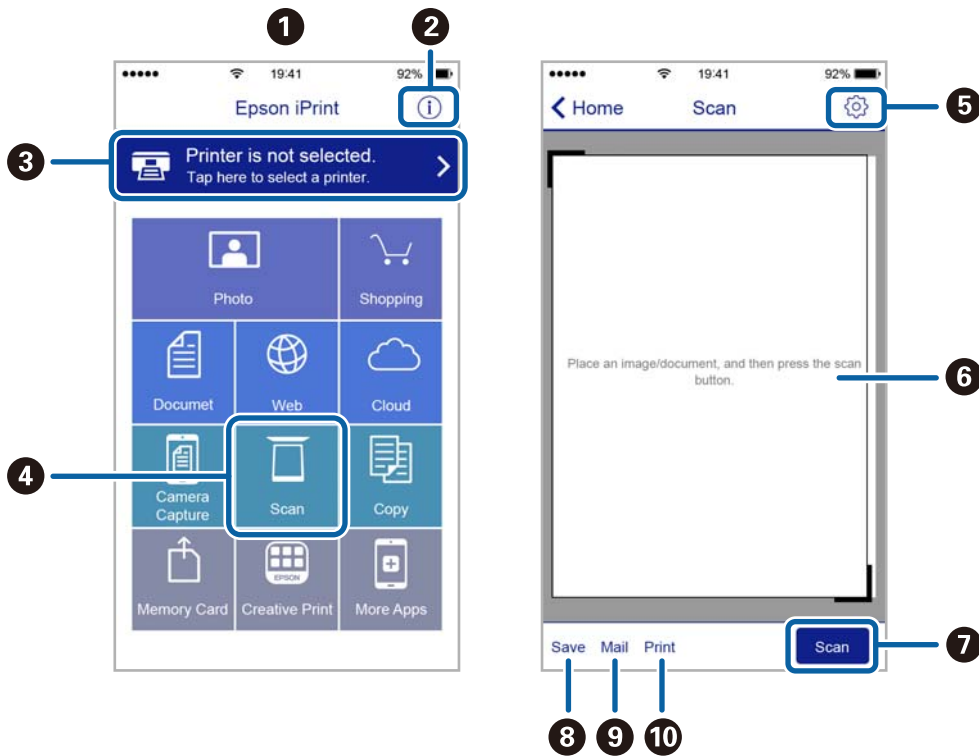 1
2
19:41
92%
Epson iPrint
i
3
Printer is not selected.
Tap here to select a printer.
Photo
Shopping
Documet
Web
Cloud
4
Camera
Capture
Scan
Copy
EPSON
Memory Card
Creative Print
More Apps
19:41
92%
Home
Scan
5
Place an image/document, and then press the scan
button.
6
Save Mail Print
Scan
7
8
9
10